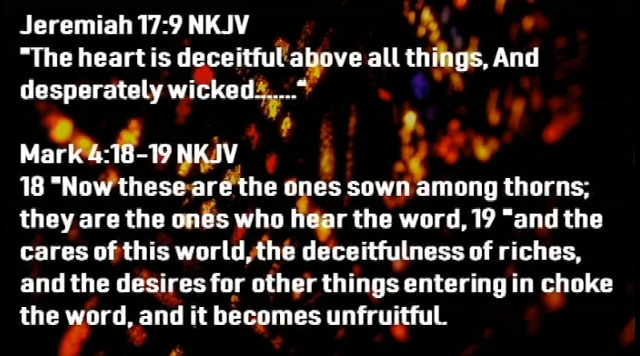 Jeremiah 17:9 NKJV
"The heart is deceitful above all things, And
desperately wicked......."
Mark 4:18-19 NKJV
18 "Now these are the ones sown among thorns;
they are the ones who hear the word, 19 "and the
cares of this world, the deceitfulness of riches,
and the desires for other things entering in choke
the word, and it becomes unfruitful.